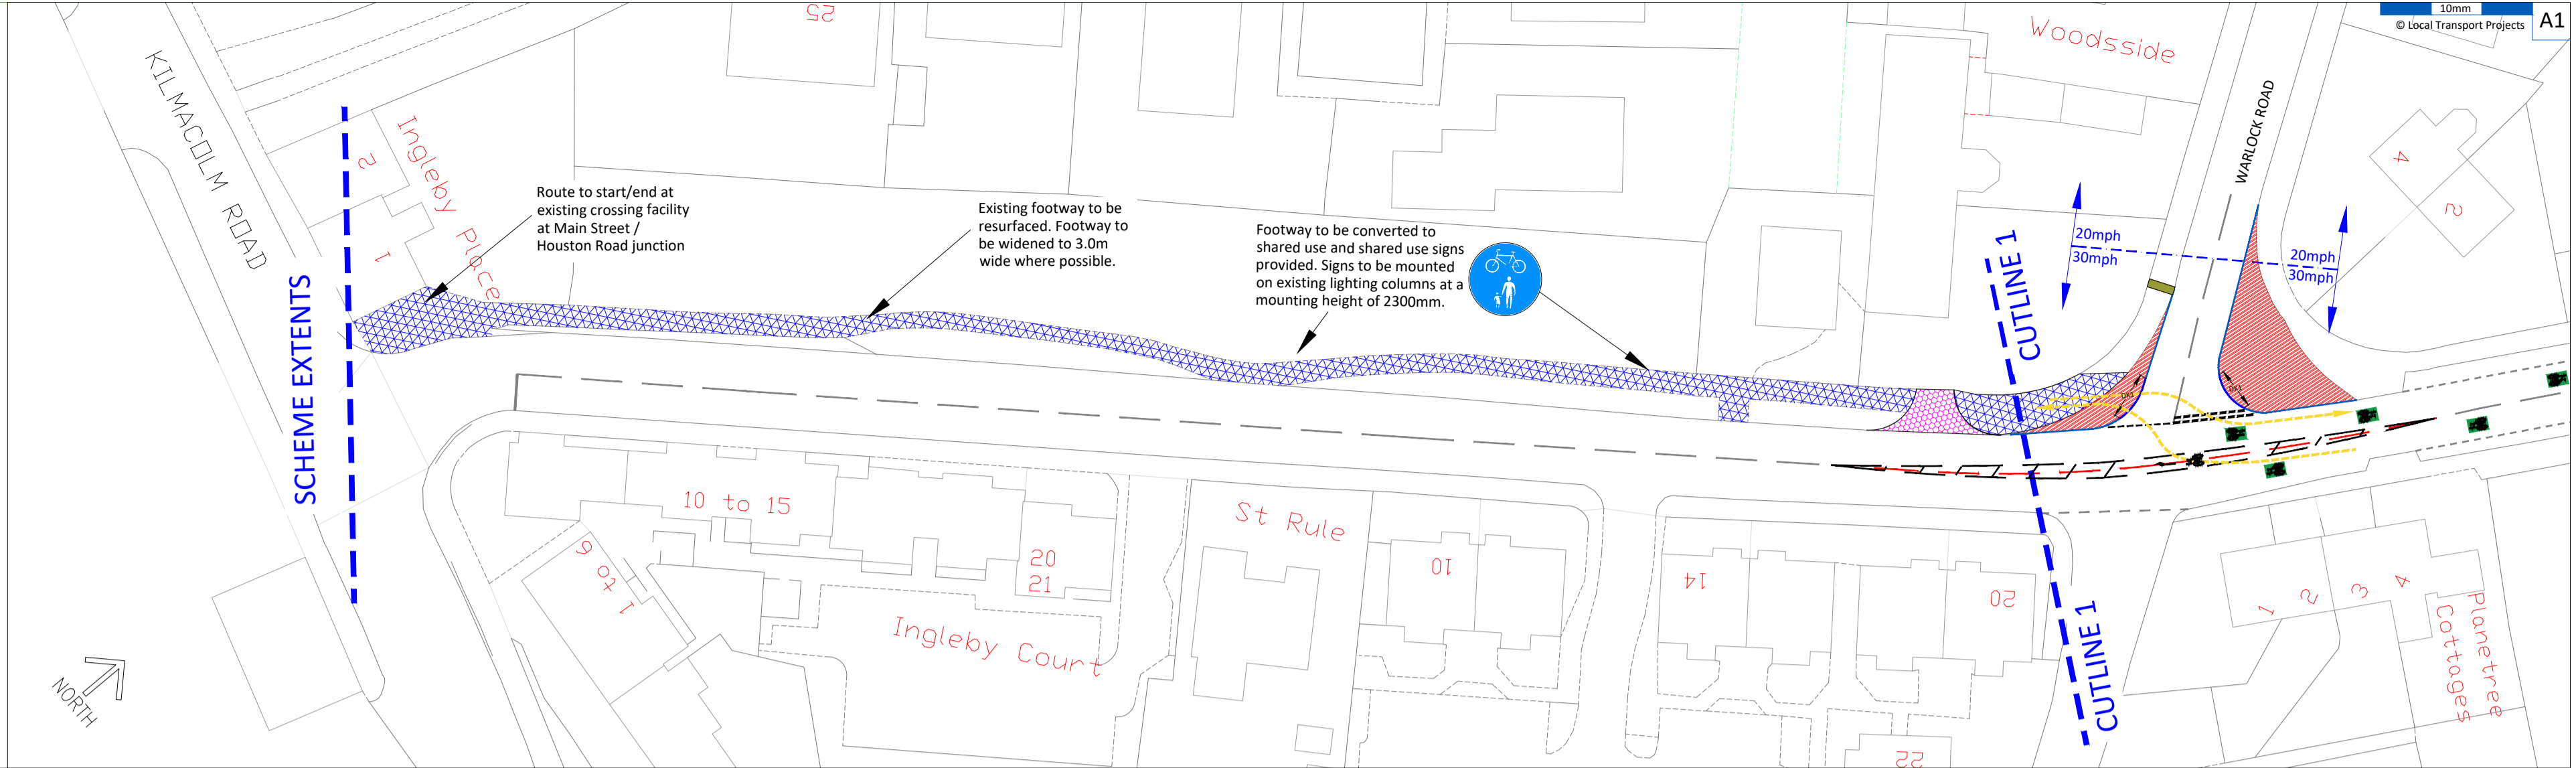 10mm
© Local Transport Projects
A1
KILMACOLM ROAD
25
Woodsside
WARLOCK ROAD
2
Ingleby Place
1
Route to start/end at
existing crossing facility
at Main Street /
Houston Road junction
Existing footway to be
resurfaced. Footway to
be widened to 3.0m
wide where possible.
Footway to be converted to
shared use and shared use signs
provided. Signs to be mounted
on existing lighting columns at a
mounting height of 2300mm.
4
2
20mph
30mph
20mph
30mph
SCHEME EXTENTS
CUTLINE 1
DK1
DK1
10 to 15
20
21
1 to 9
St Rule
10
14
20
22
Ingleby Court
1
2
3
4
Planetree
Cottages
CUTLINE 1
NORTH